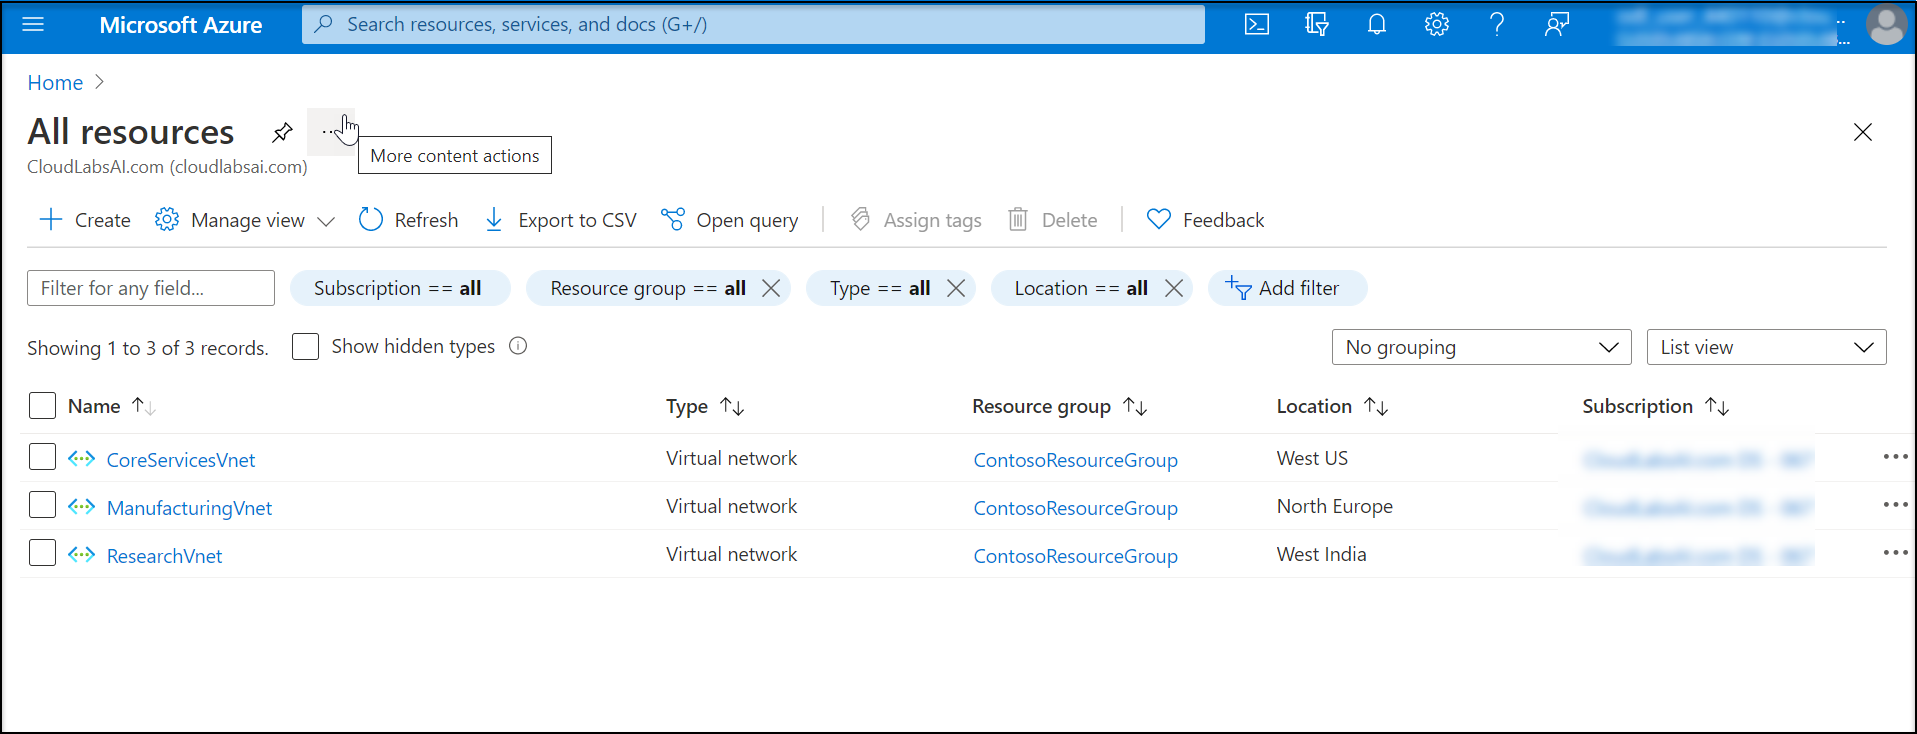 Microsoft Azure Search resources, services, and docs (G+/)
Home
All resources
More content actions
CloudLabsAI.com (cloudlabsai.com)
Create Manage view Refresh Export to CSV Open query Assign tags Delete Feedback
Filter for any field... Subscription == all Resource group == all Type == all Location == all Add filter
Showing 1 to 3 of 3 records. Show hidden types No grouping List view
Name Type Resource group Location Subscription
CoreServicesVnet Virtual network ContosoResourceGroup West US
ManufacturingVnet Virtual network ContosoResourceGroup North Europe
ResearchVnet Virtual network ContosoResourceGroup West India